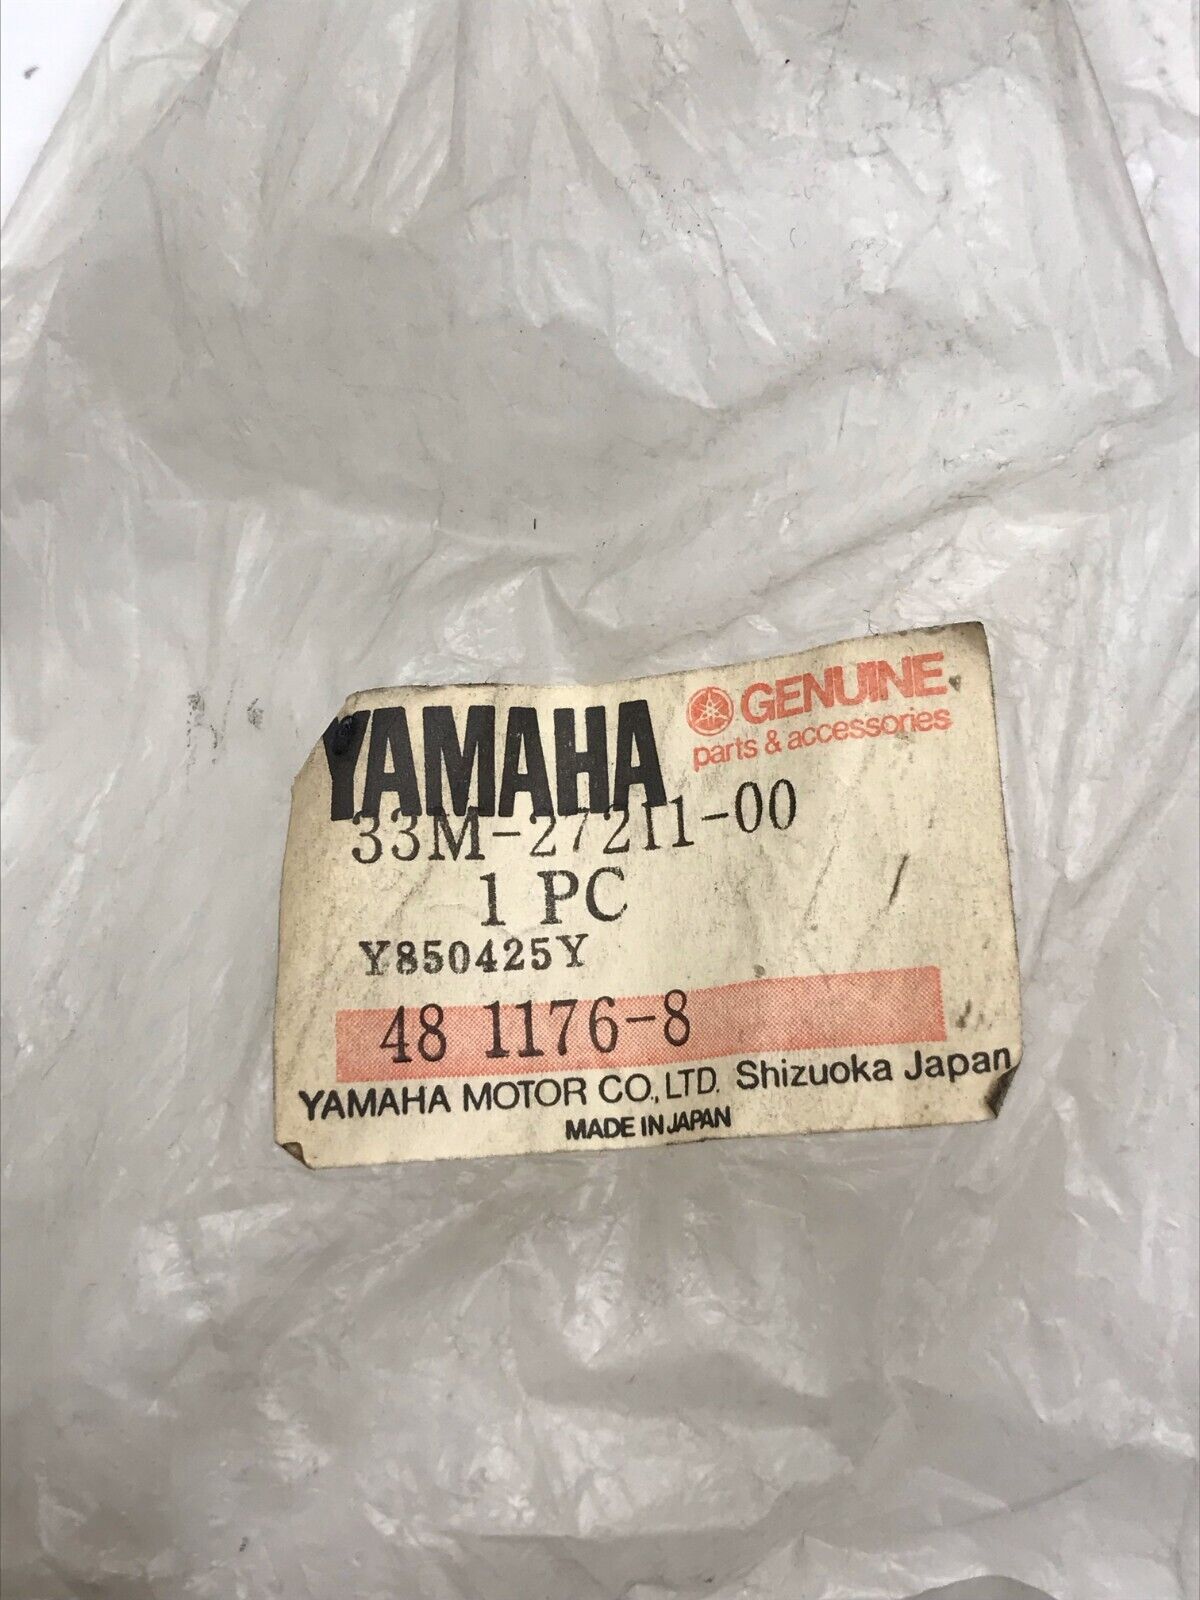 YAMAHA GENUINE
parts & accessories
33M-27211-00
1 PC
Y850425Y
48 1176-8
YAMAHA MOTOR CO., LTD. Shizuoka Japan
MADE IN JAPAN